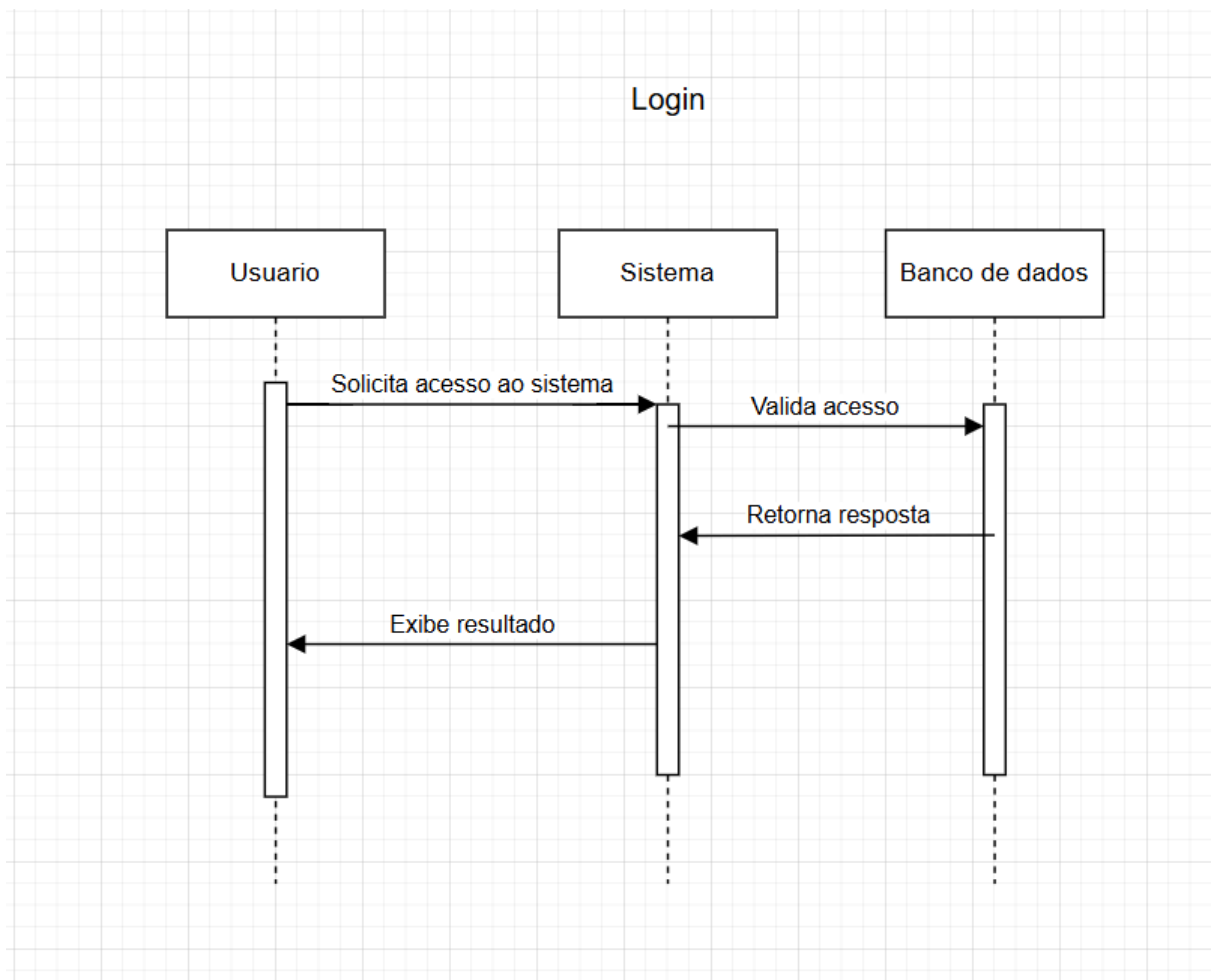 Login
Usuario
Sistema
Banco de dados
Solicita acesso ao sistema
Valida acesso
Retorna resposta
Exibe resultado